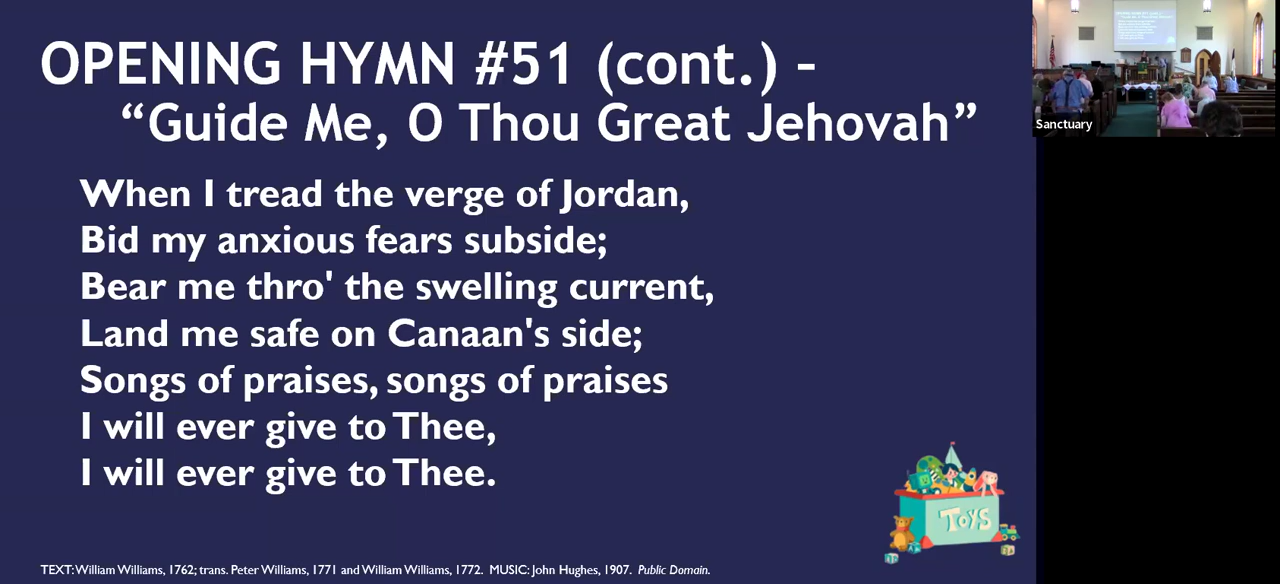 OPENING HYMN #51 (cont.) –
“Guide Me, O Thou Great Jehovah”
When I tread the verge of Jordan,
Bid my anxious fears subside;
Bear me thro' the swelling current,
Land me safe on Canaan's side;
Songs of praises, songs of praises
I will ever give to Thee,
I will ever give to Thee.
TOYS
TEXT: William Williams, 1762; trans. Peter Williams, 1771 and William Williams, 1772. MUSIC: John Hughes, 1907. Public Domain.
Sanctuary